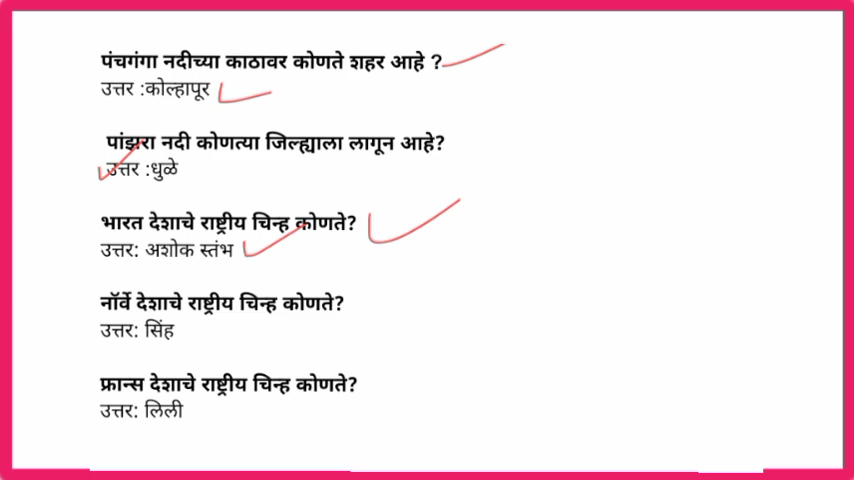 पंचगंगा नदीच्या काठावर कोणते शहर आहे ?
उत्तर :कोल्हापूर
पांझरा नदी कोणत्या जिल्ह्याला लागून आहे?
उत्तर :धुळे
भारत देशाचे राष्ट्रीय चिन्ह कोणते?
उत्तर: अशोक स्तंभ
नॉर्वे देशाचे राष्ट्रीय चिन्ह कोणते?
उत्तर: सिंह
फ्रान्स देशाचे राष्ट्रीय चिन्ह कोणते?
उत्तर: लिली